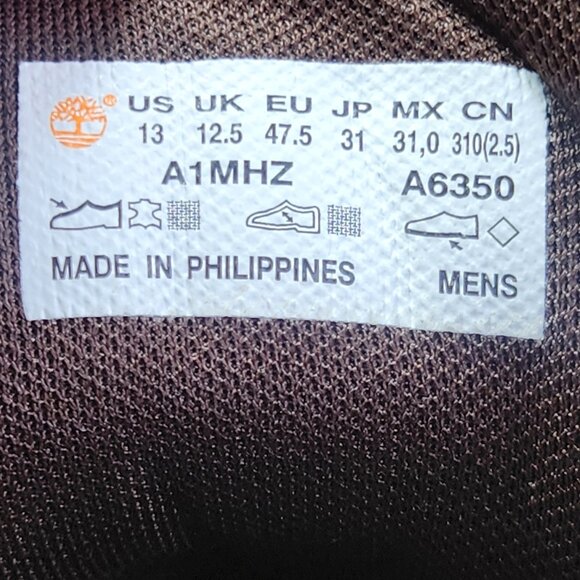 US UK EU JP MX CN
13 12.5 47.5 31 31,0 310(2.5)
A1MHZ A6350
MADE IN PHILIPPINES MENS